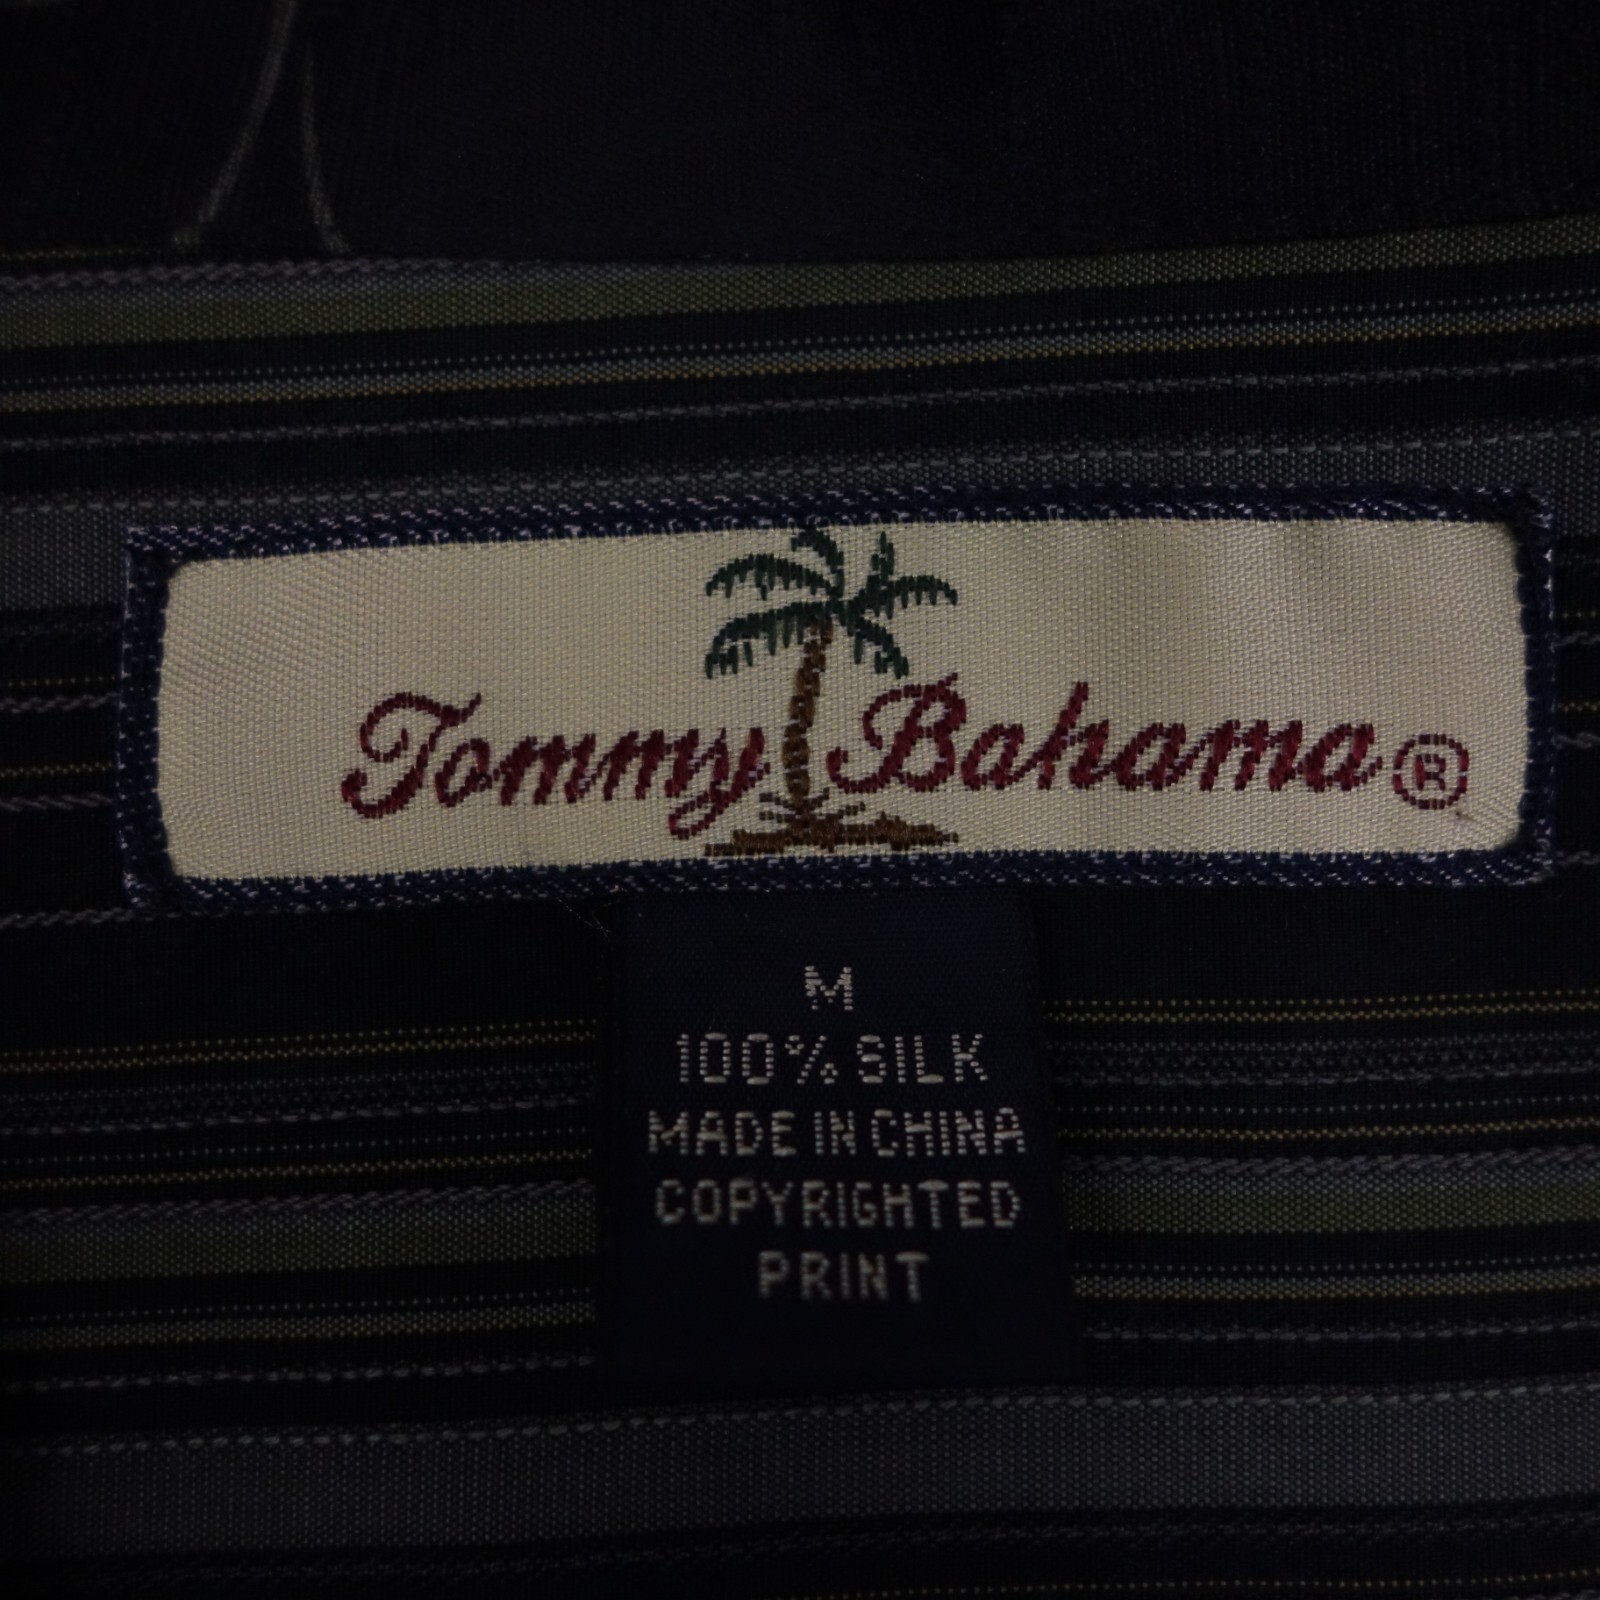 Tommy Bahama®
M
100% SILK
MADE IN CHINA
COPYRIGHTED
PRINT